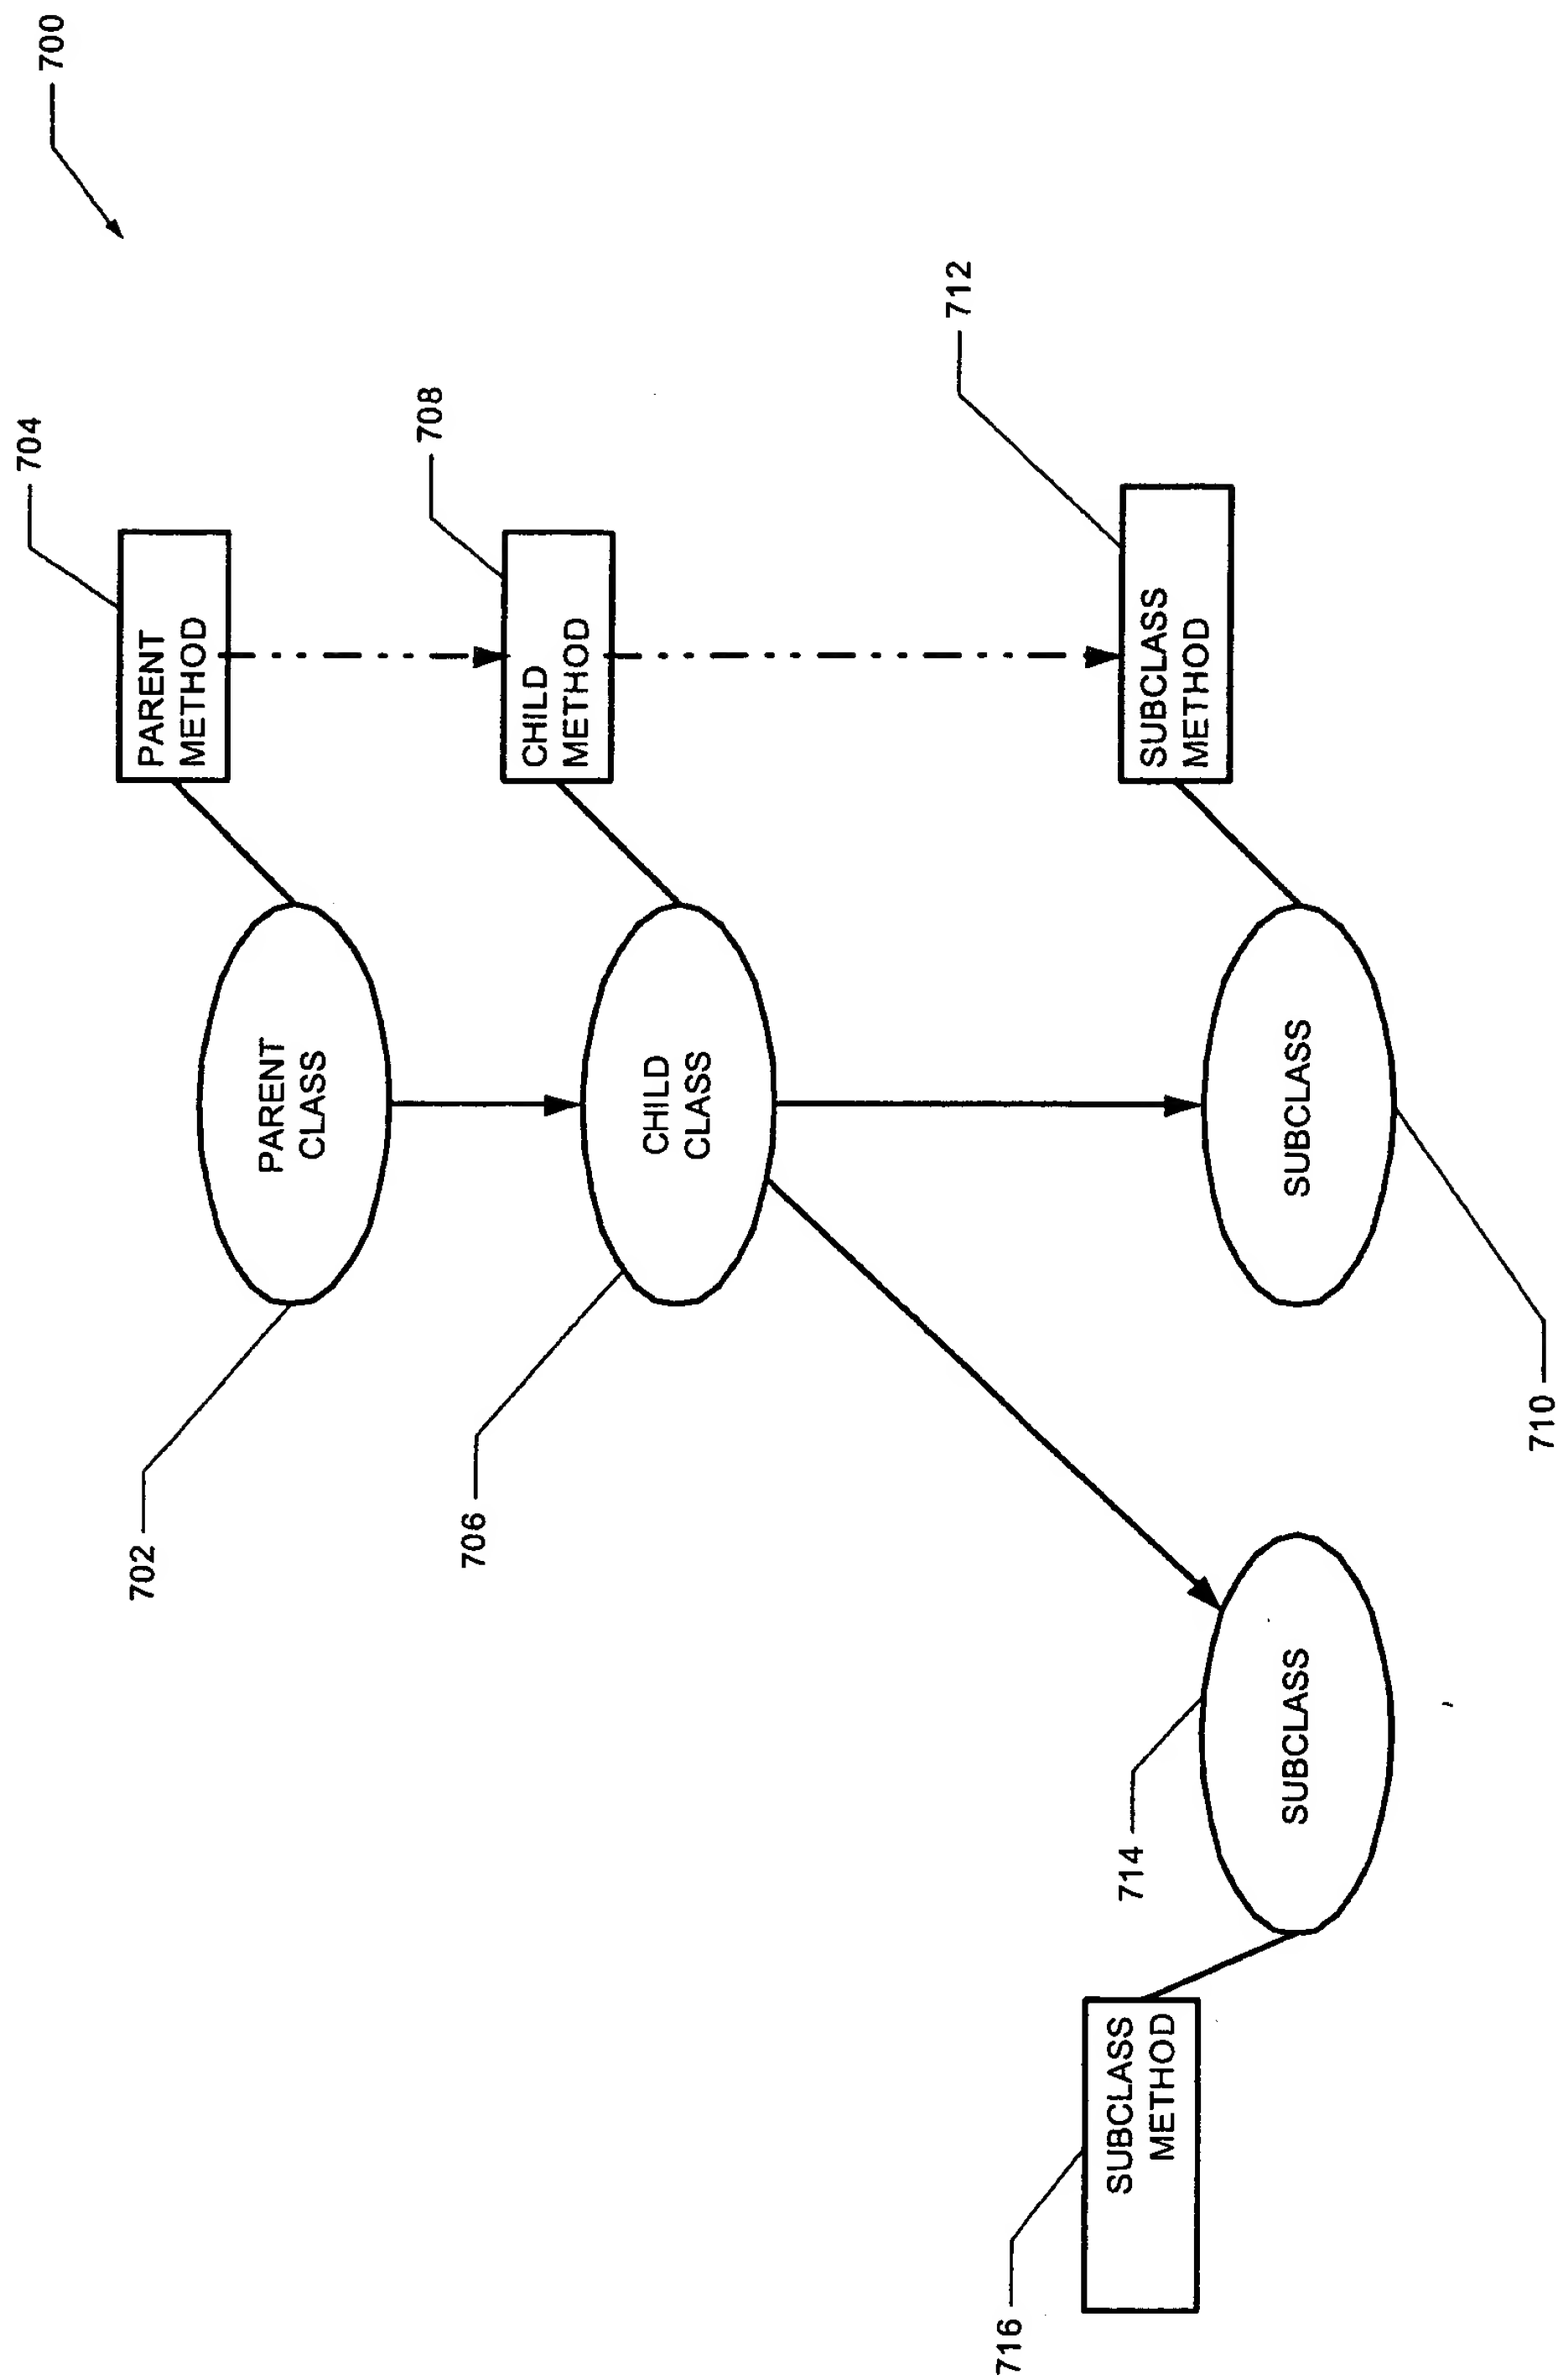 700
704
PARENT
METHOD
702
PARENT
CLASS
708
CHILD
METHOD
706
CHILD
CLASS
712
SUBCLASS
METHOD
710
SUBCLASS
714
SUBCLASS
716
SUBCLASS
METHOD